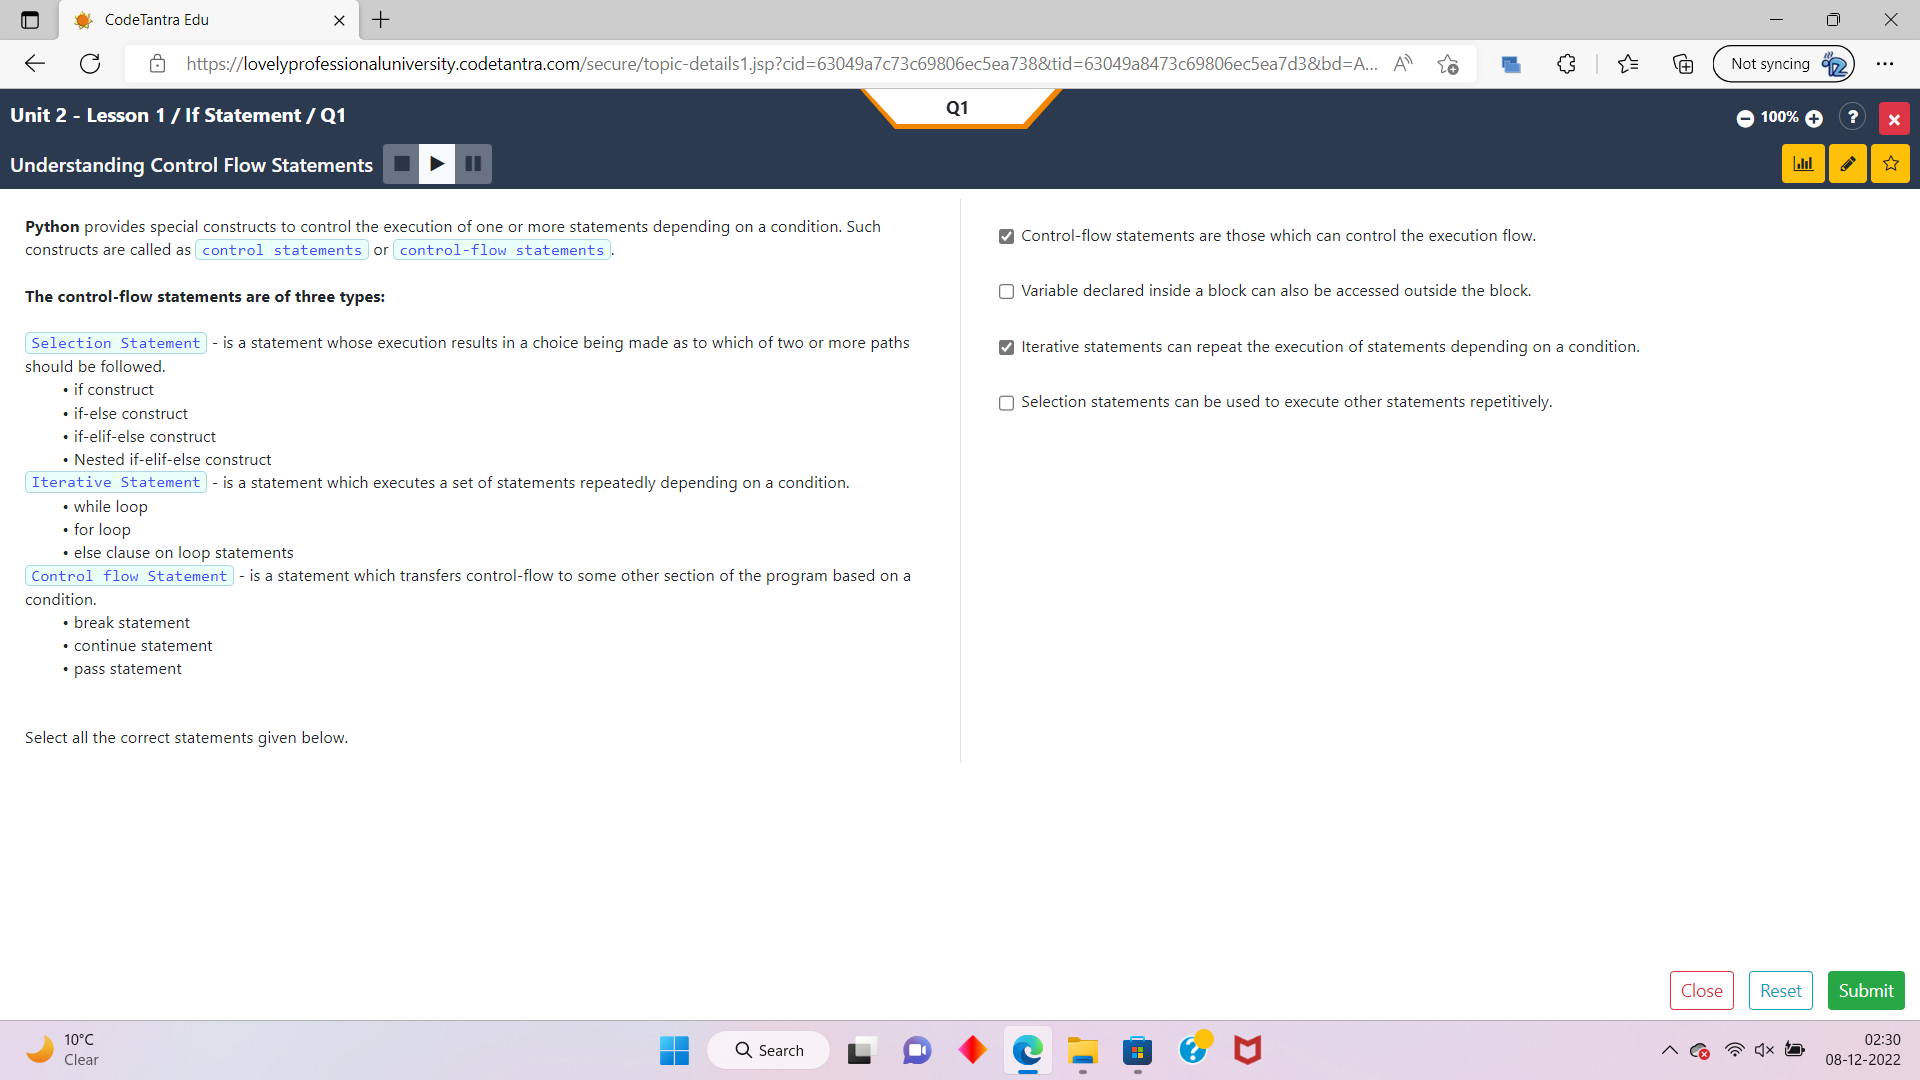 CodeTantra Edu
https://lovelyprofessionaluniversity.codetantra.com/secure/topic-details1.jsp?cid=63049a7c73c69806ec5ea738&tid=63049a8473c69806ec5ea7d3&bd=A...
Not syncing
Unit 2 - Lesson 1 / If Statement / Q1
Q1
100%
?
Understanding Control Flow Statements
Python provides special constructs to control the execution of one or more statements depending on a condition. Such
constructs are called as control statements or control-flow statements.
The control-flow statements are of three types:
Selection Statement - is a statement whose execution results in a choice being made as to which of two or more paths
should be followed.
• if construct
• if-else construct
• if-elif-else construct
• Nested if-elif-else construct
Iterative Statement - is a statement which executes a set of statements repeatedly depending on a condition.
• while loop
• for loop
• else clause on loop statements
Control flow Statement - is a statement which transfers control-flow to some other section of the program based on a
condition.
• break statement
• continue statement
• pass statement
Select all the correct statements given below.
Control-flow statements are those which can control the execution flow.
Variable declared inside a block can also be accessed outside the block.
Iterative statements can repeat the execution of statements depending on a condition.
Selection statements can be used to execute other statements repetitively.
Close
Reset
Submit
10°C
Clear
Search
02:30
08-12-2022